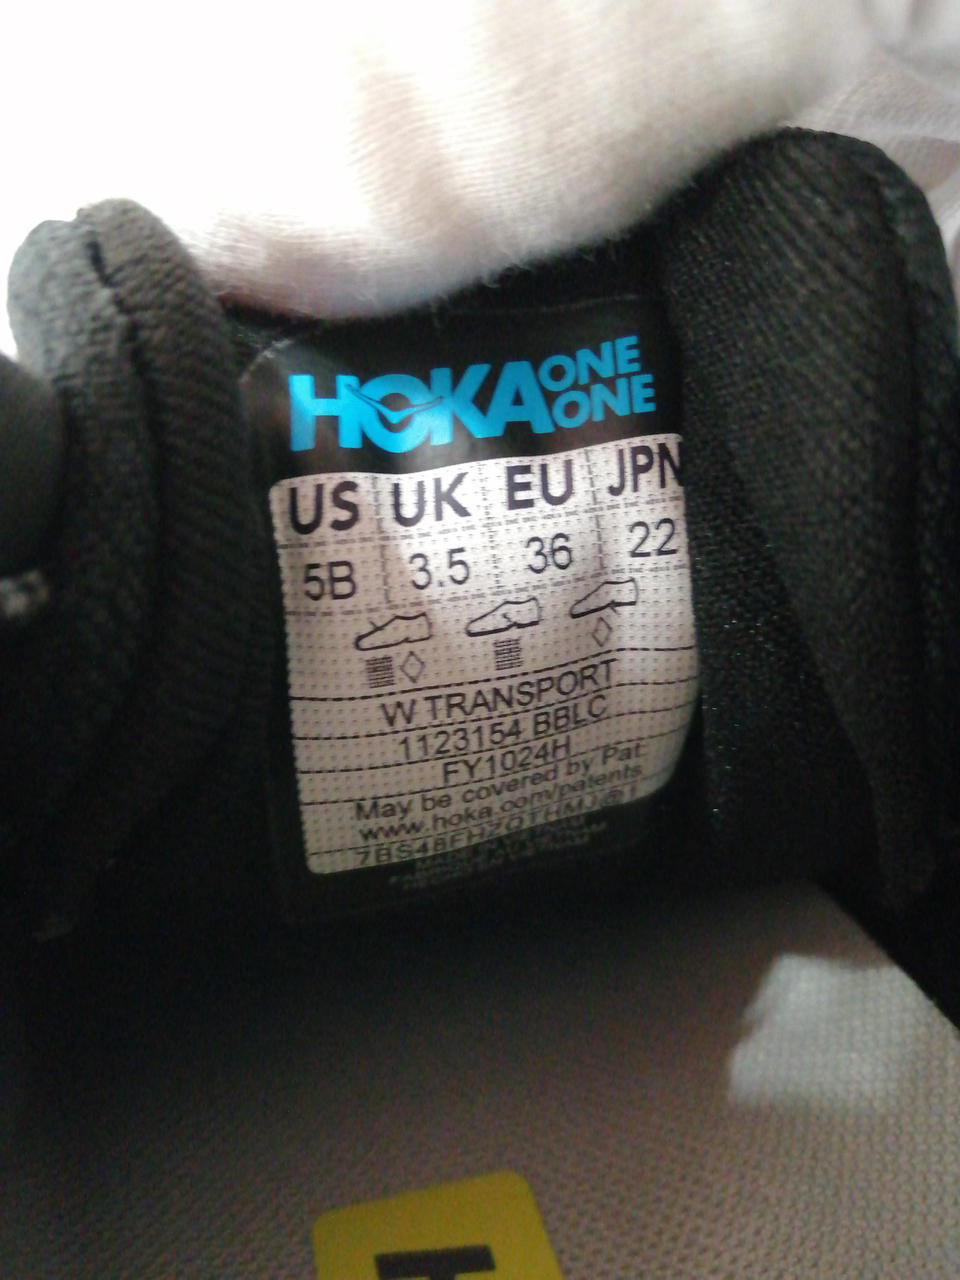 HOKA ONE ONE
US UK EU JPN
5B 3.5 36 22
W TRANSPORT
1123154 BBLC
FY1024H
May be covered by Pat.
www.hoka.com/patents